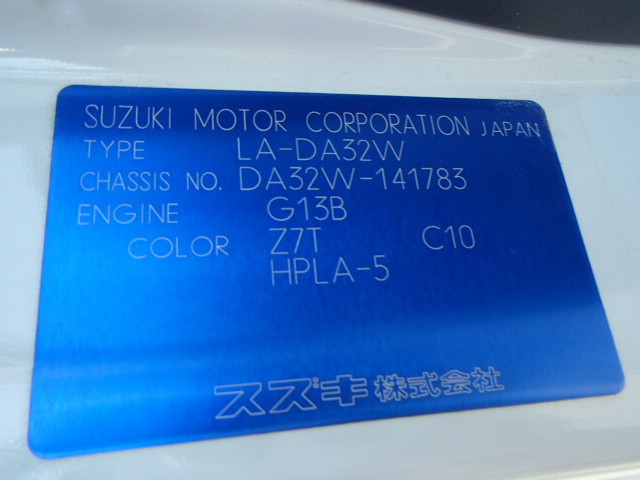 SUZUKI MOTOR CORPORATION JAPAN
TYPE LA-DA32W
CHASSIS NO. DA32W-141783
ENGINE G13B
COLOR Z7T C10
HPLA-5
スズキ株式会社